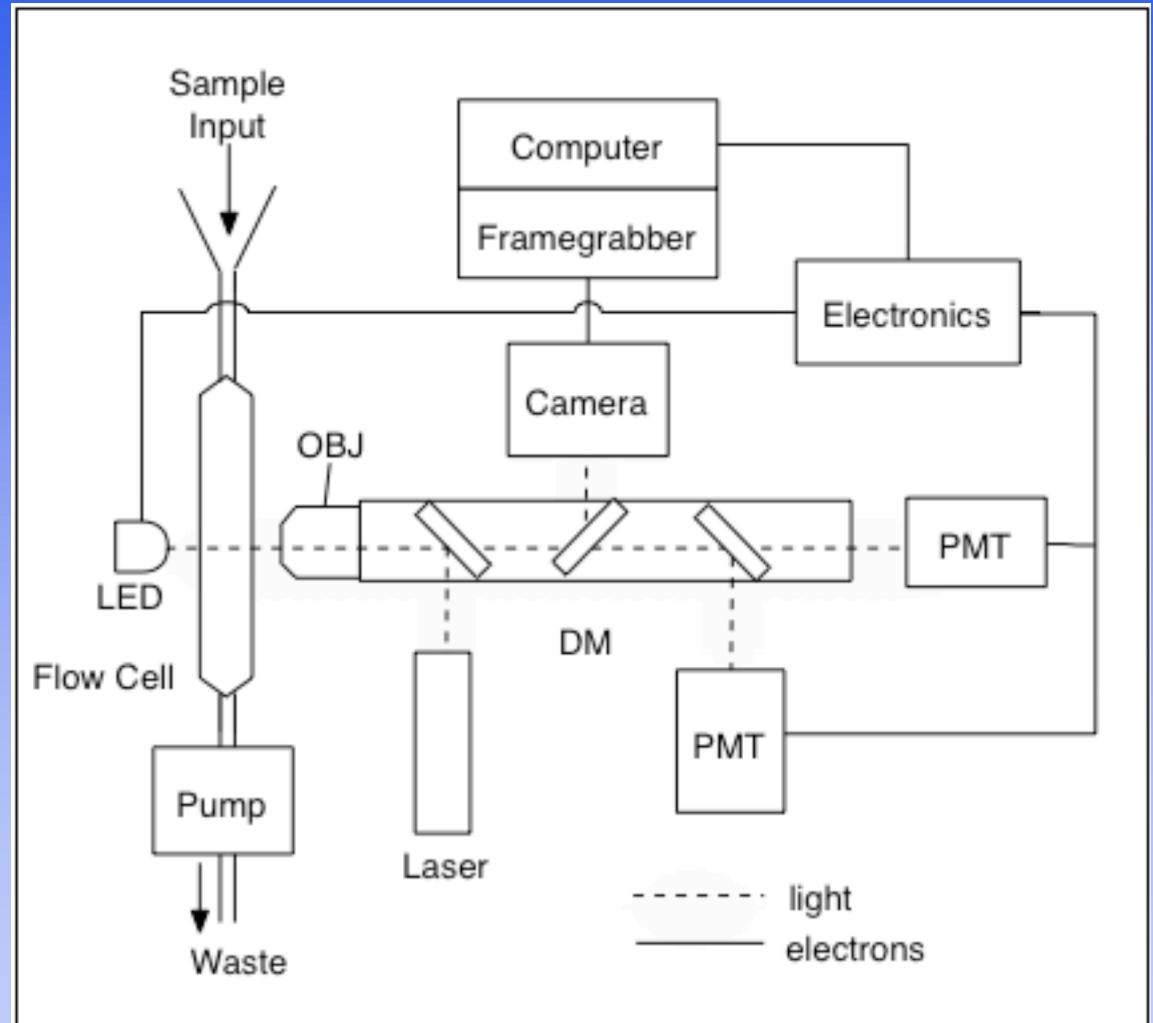 Sample
Input
Computer
Framegrabber
Electronics
Camera
OBJ
LED
PMT
DM
Flow Cell
PMT
Pump
Laser
light
electrons
Waste